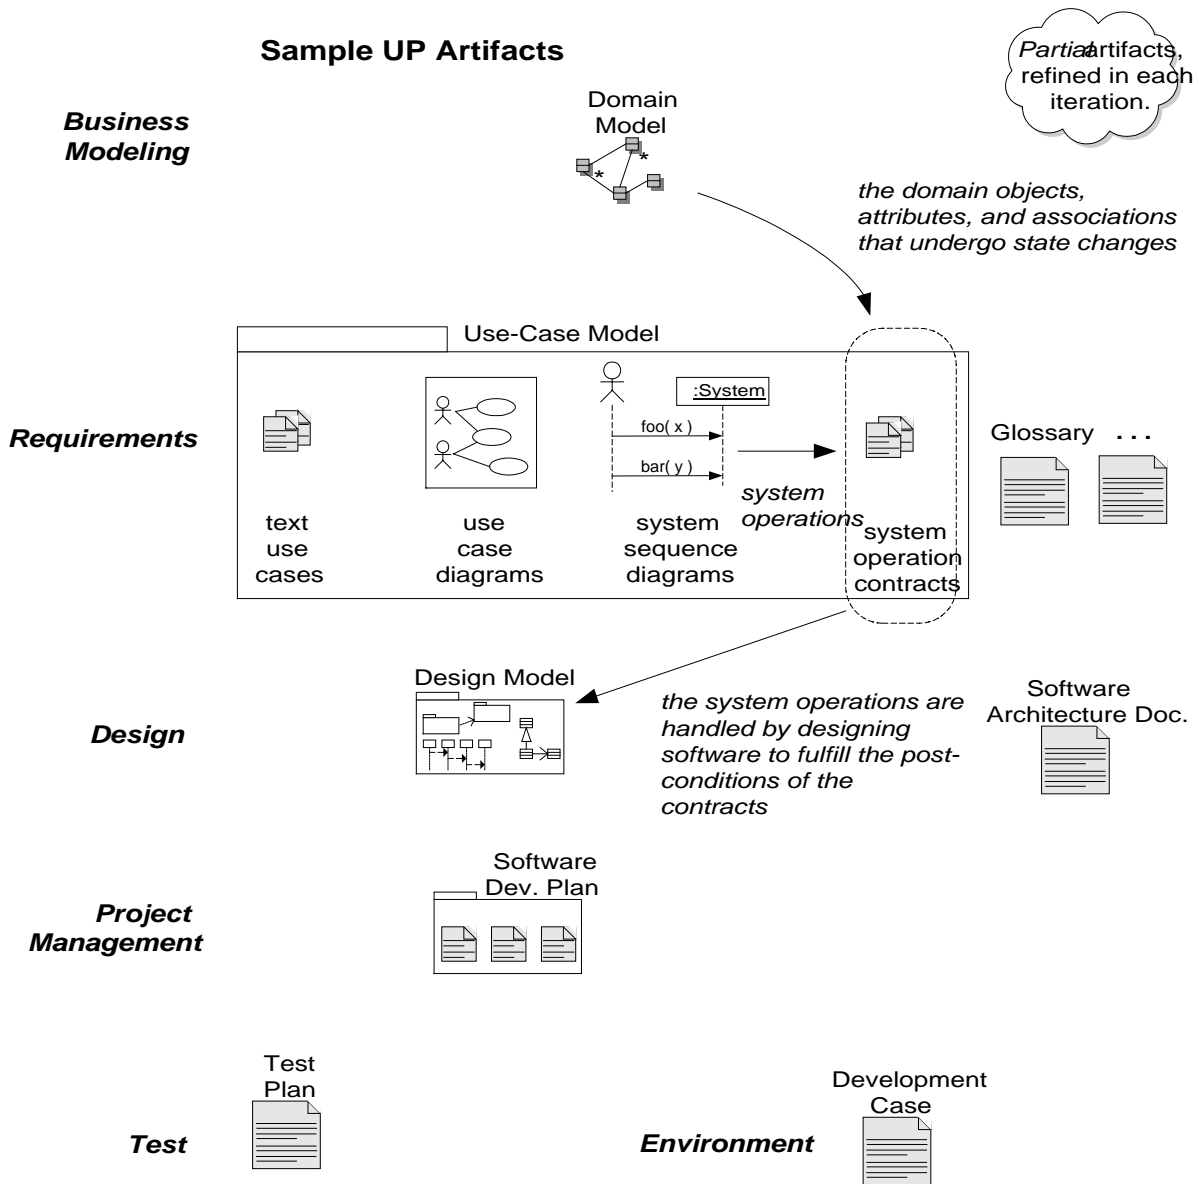 Sample UP Artifacts
Partial artifacts,
refined in each
iteration.
Business
Modeling
Domain
Model
*
*
the domain objects,
attributes, and associations
that undergo state changes
Use-Case Model
Requirements
:System
foo( x )
bar( y )
system
operations
text
use
cases
use
case
diagrams
system
sequence
diagrams
system
operation
contracts
Glossary
. . .
Design
Design Model
the system operations are
handled by designing
software to fulfill the post-
conditions of the
contracts
Software
Architecture Doc.
Project
Management
Software
Dev. Plan
Test
Test
Plan
Environment
Development
Case